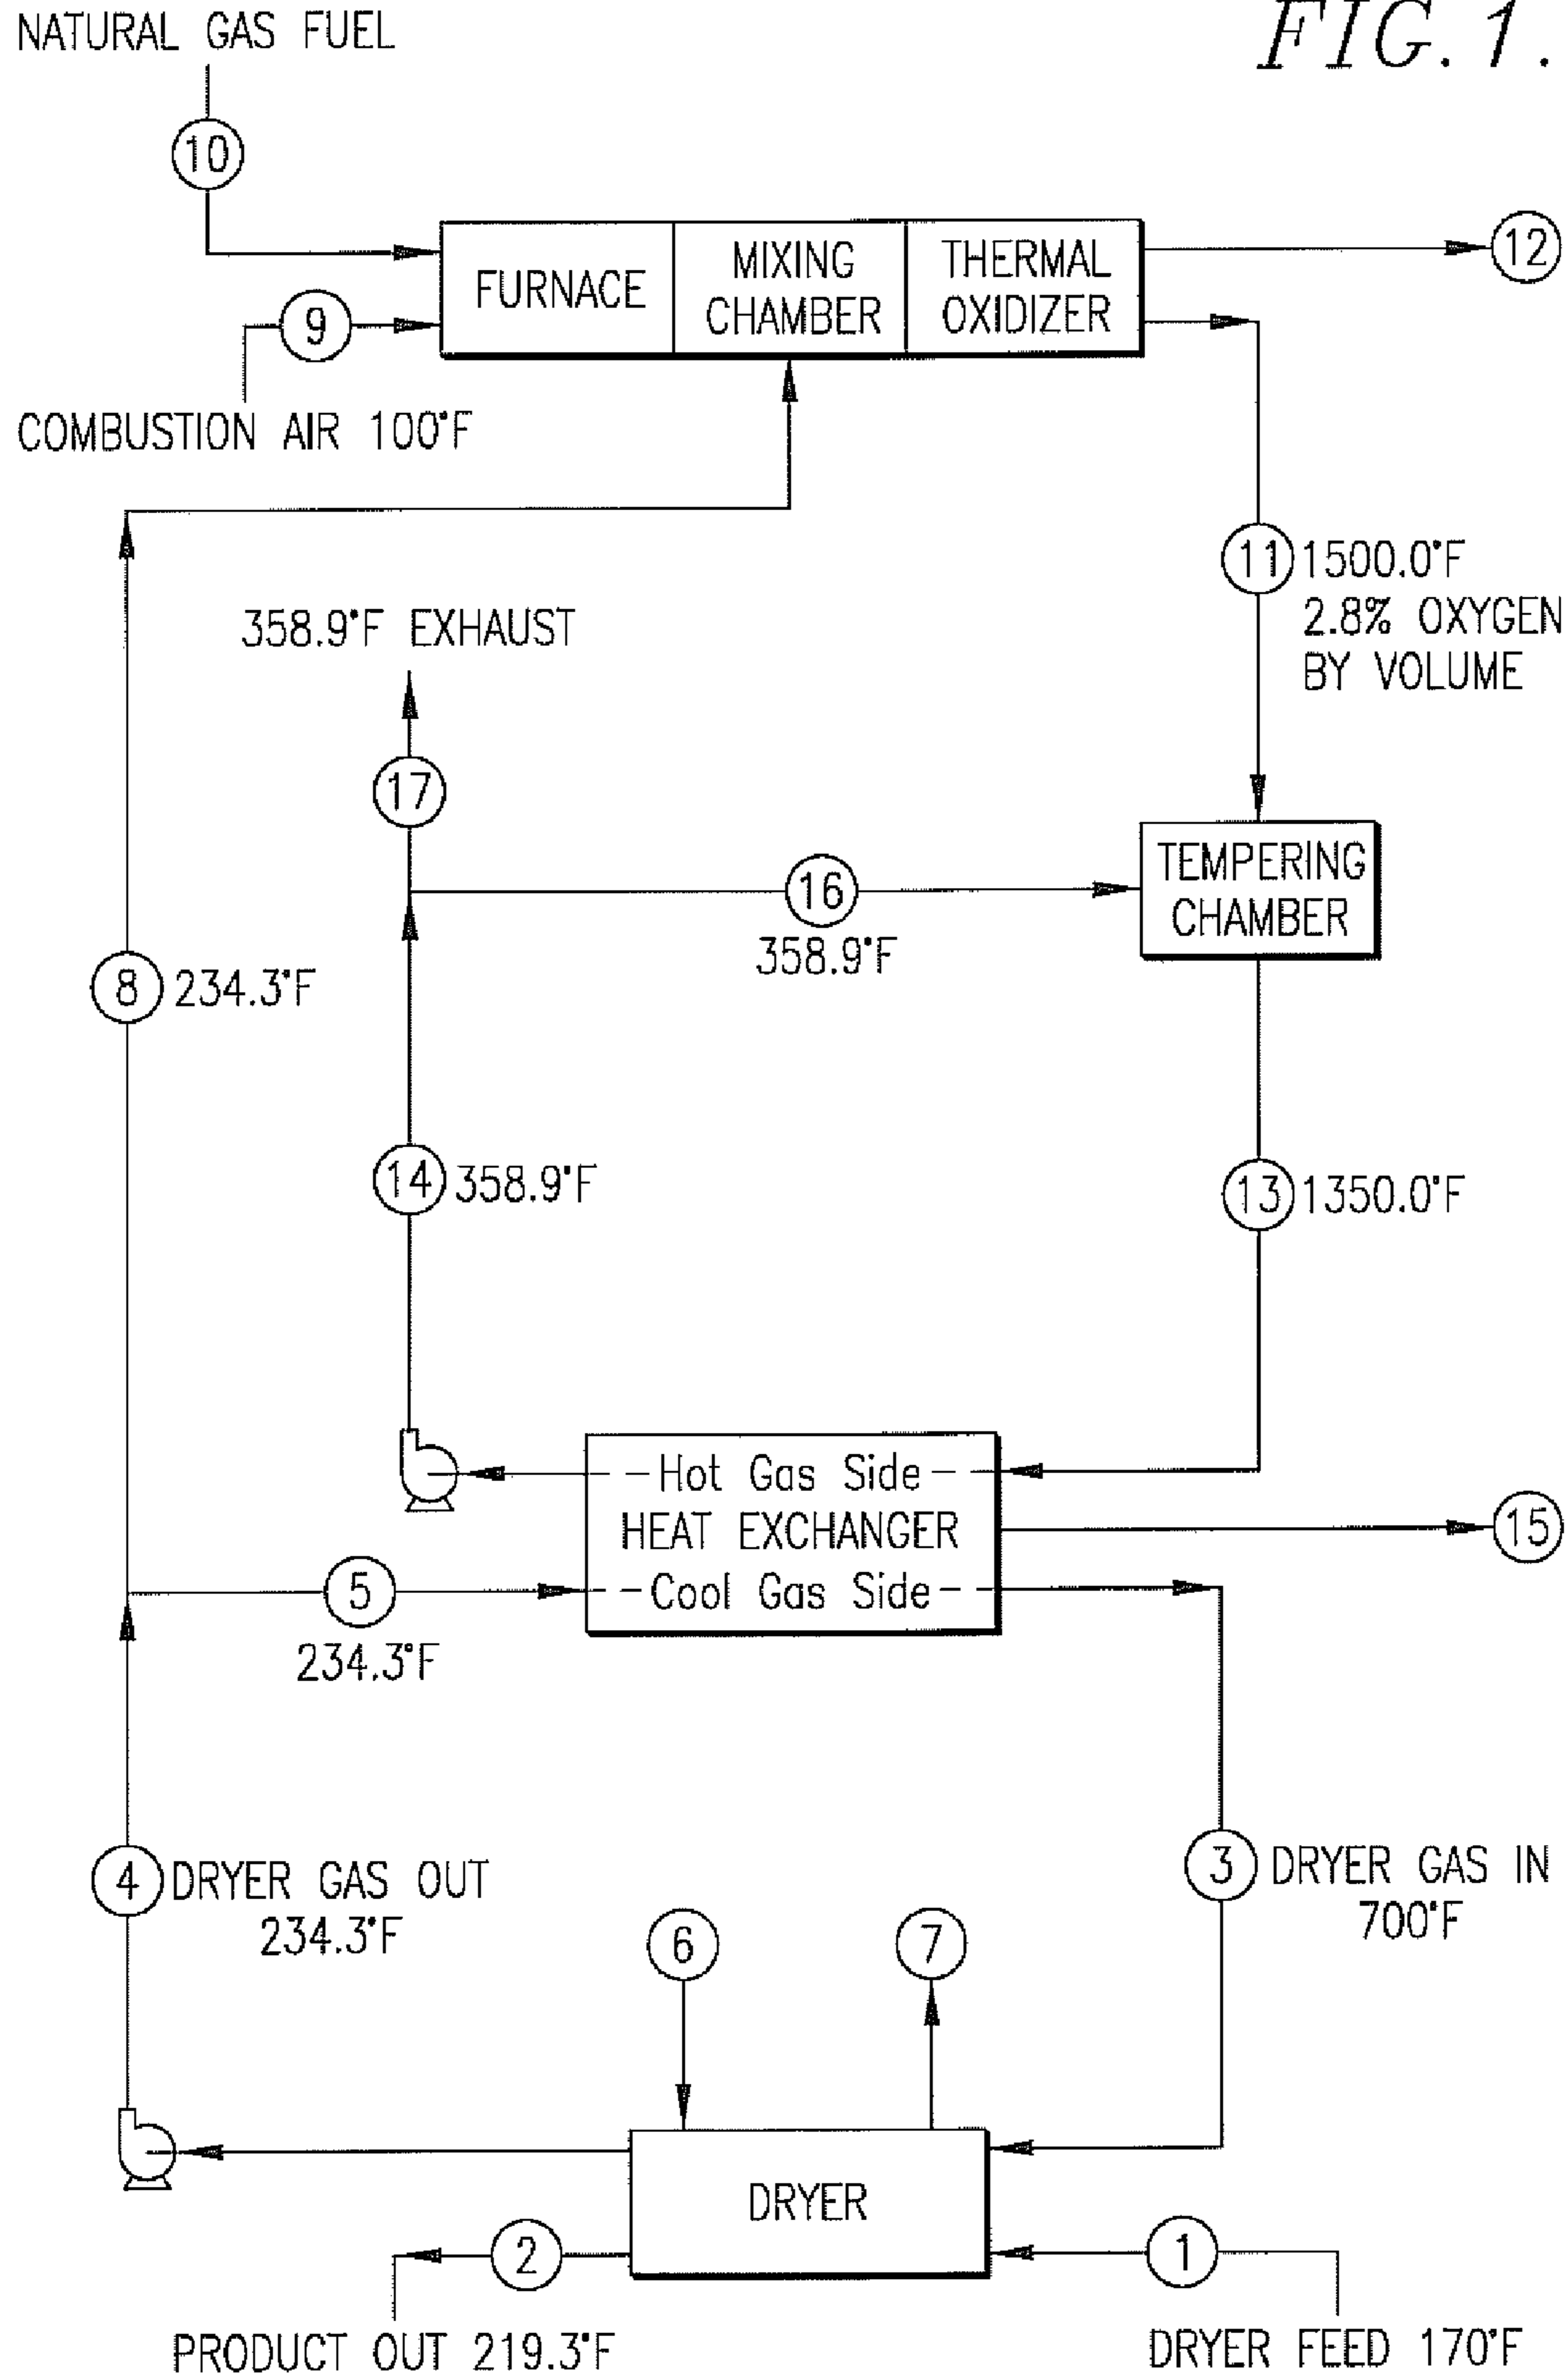 NATURAL GAS FUEL
FIG. 1.
10
FURNACE
MIXING
CHAMBER
THERMAL
OXIDIZER
12
9
COMBUSTION AIR 100°F
11 1500.0°F
2.8% OXYGEN
BY VOLUME
358.9°F EXHAUST
17
16
358.9°F
TEMPERING
CHAMBER
8 234.3°F
14 358.9°F
13 1350.0°F
-Hot Gas Side-
HEAT EXCHANGER
-Cool Gas Side-
15
5
234.3°F
4 DRYER GAS OUT
234.3°F
3 DRYER GAS IN
700°F
6
7
DRYER
2
1
PRODUCT OUT 219.3°F
DRYER FEED 170°F